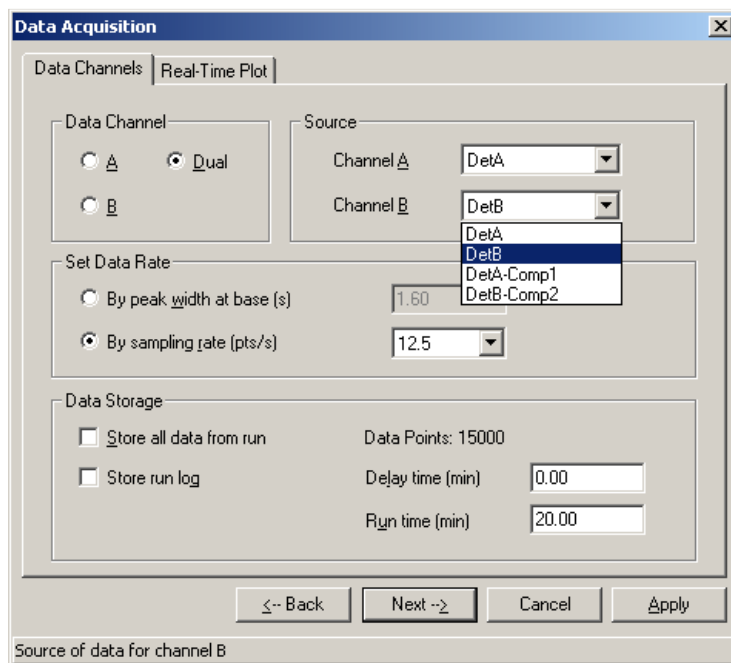 Data Acquisition
Data Channels
Real-Time Plot
Data Channel
A
Dual
B
Source
Channel A
DetA
Channel B
DetB
DetA
DetB
DetA-Comp1
DetB-Comp2
Set Data Rate
By peak width at base (s)
1.60
By sampling rate (pts/s)
12.5
Data Storage
Store all data from run
Data Points: 15000
Store run log
Delay time (min)
0.00
Run time (min)
20.00
<-- Back
Next -->
Cancel
Apply
Source of data for channel B